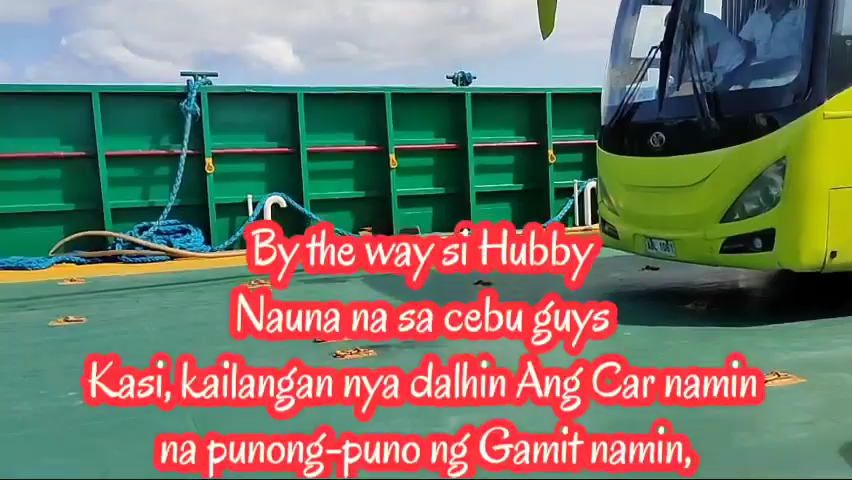 By the way si Hubby
Nauna na sa cebu guys
Kasi, kailangan nya dalhin Ang Car namin
na punong-puno ng Gamit namin,